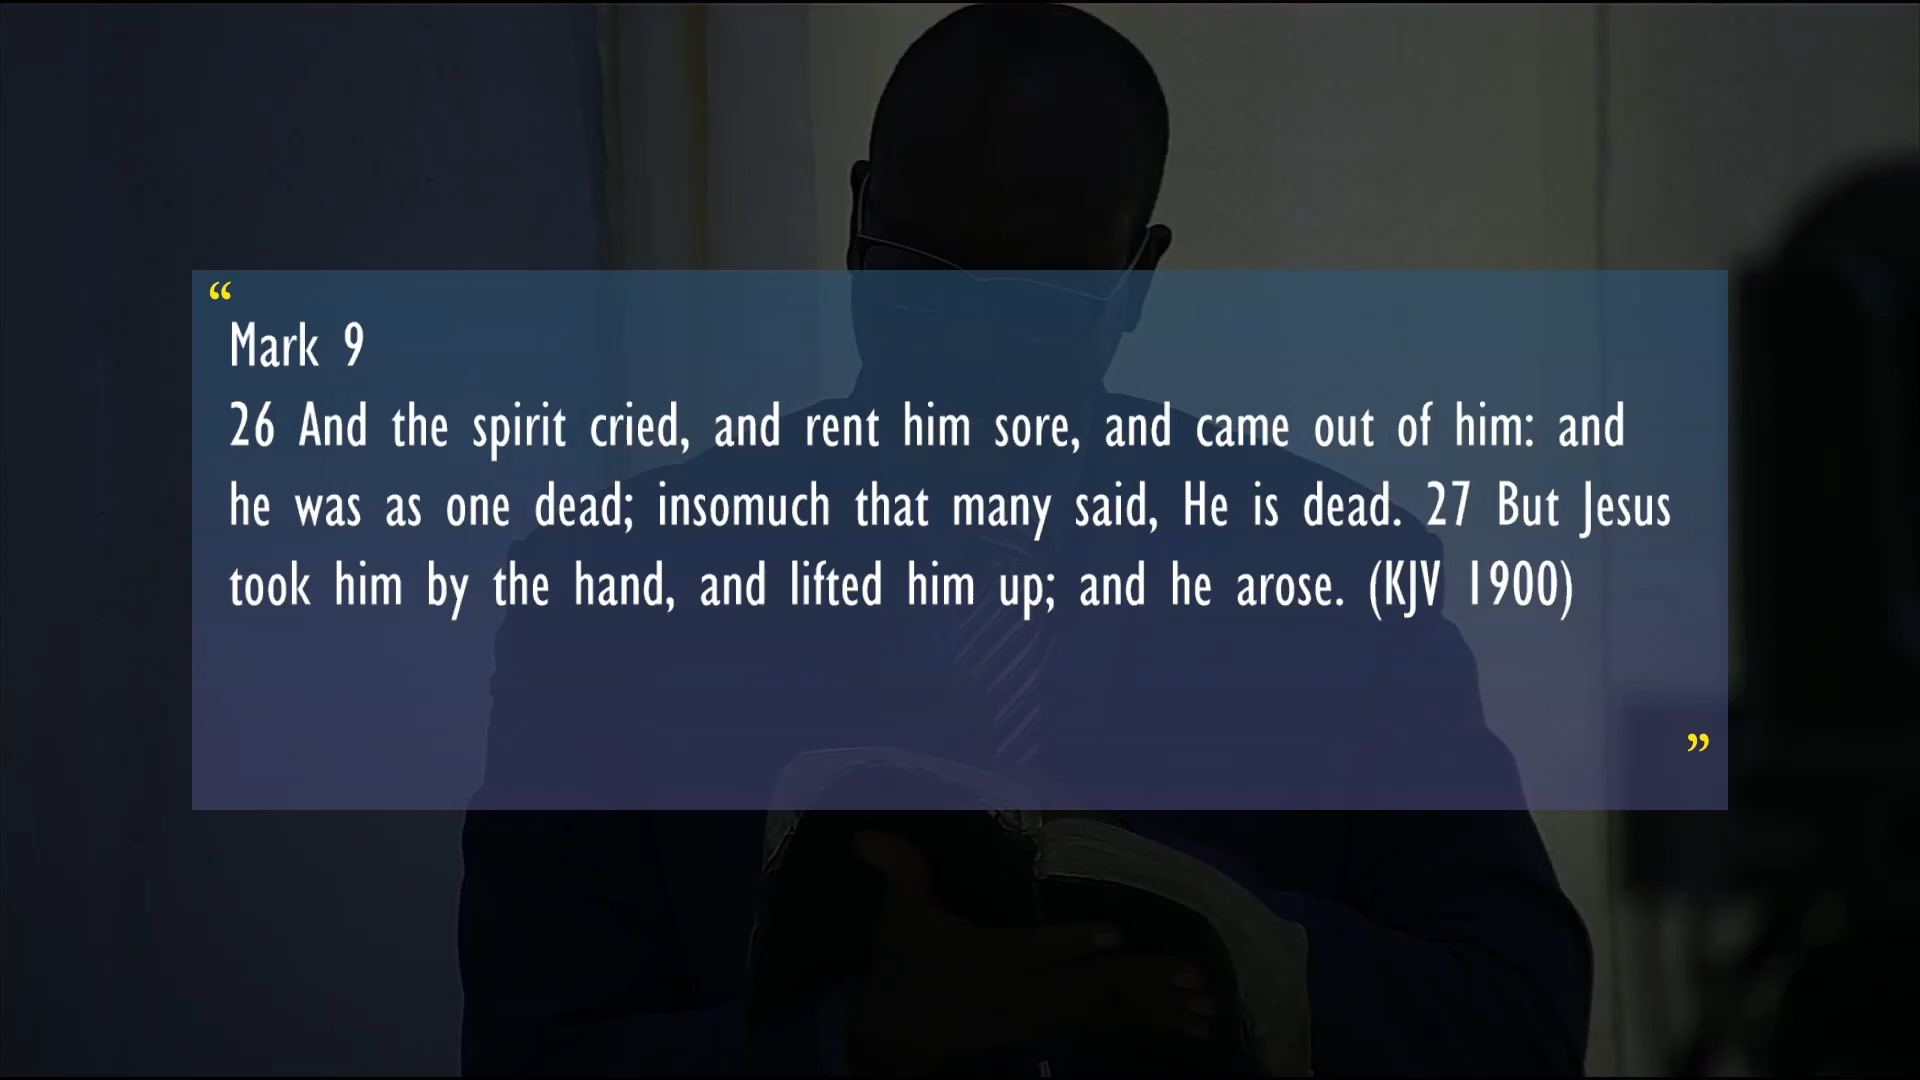 “
Mark 9
26 And the spirit cried, and rent him sore, and came out of him: and
he was as one dead; insomuch that many said, He is dead. 27 But Jesus
took him by the hand, and lifted him up; and he arose. (KJV 1900)
”